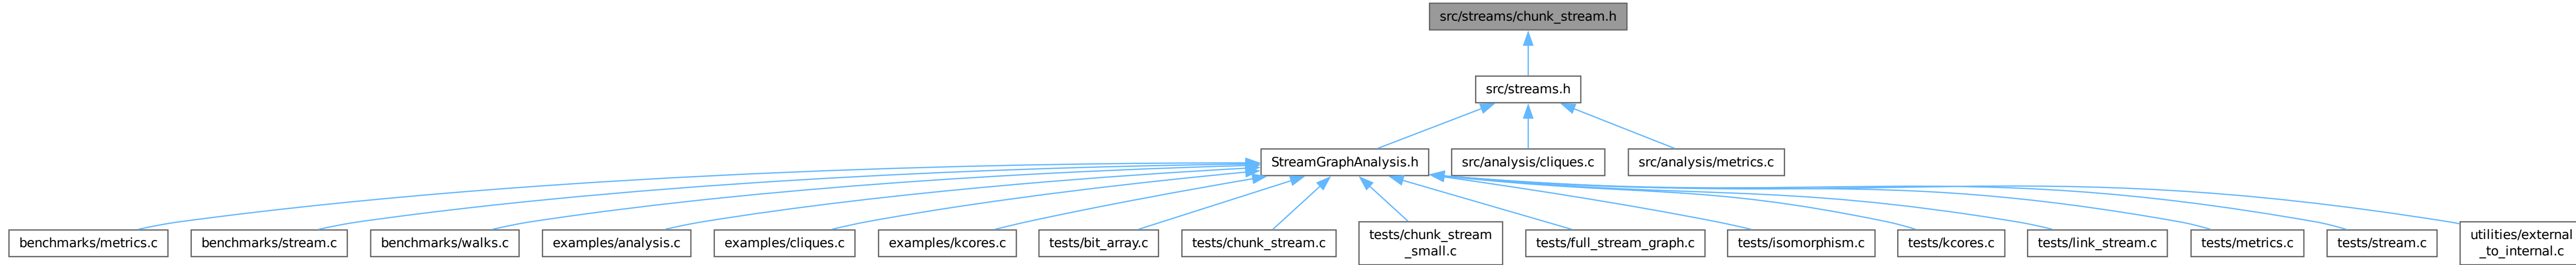 src/streams/chunk_stream.h
src/streams.h
StreamGraphAnalysis.h
src/analysis/cliques.c
src/analysis/metrics.c
benchmarks/metrics.c
benchmarks/stream.c
benchmarks/walks.c
examples/analysis.c
examples/cliques.c
examples/kcores.c
tests/bit_array.c
tests/chunk_stream.c
tests/chunk_stream
_small.c
tests/full_stream_graph.c
tests/isomorphism.c
tests/kcores.c
tests/link_stream.c
tests/metrics.c
tests/stream.c
utilities/external
_to_internal.c